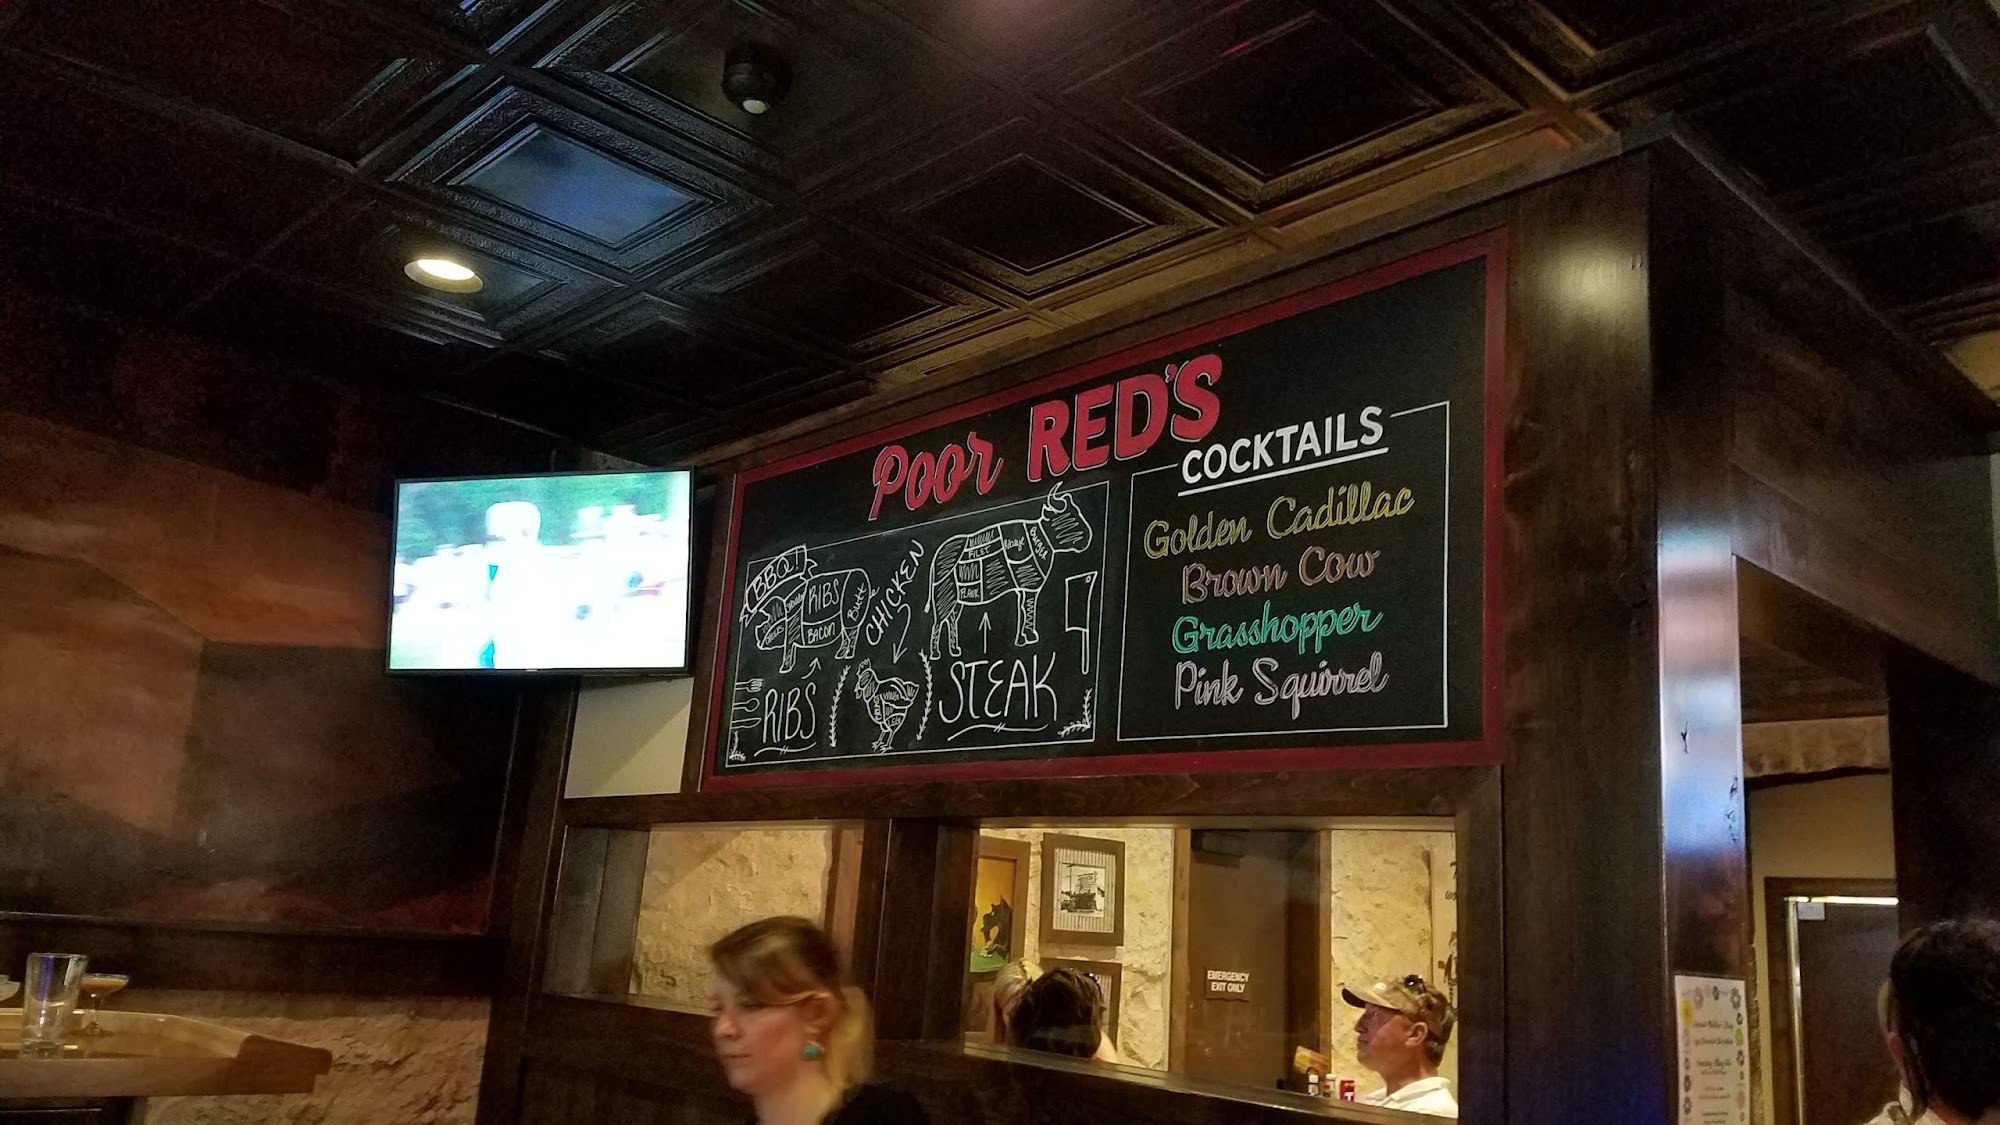 Poor RED'S
COCKTAILS
Golden Cadillac
Brown Cow
Grasshopper
Pink Squirrel
BBQ!
RIBS
Butt
BACON
RIBS
CHICKEN
FILET
FLANK
STEAK
EMERGENCY
EXIT ONLY